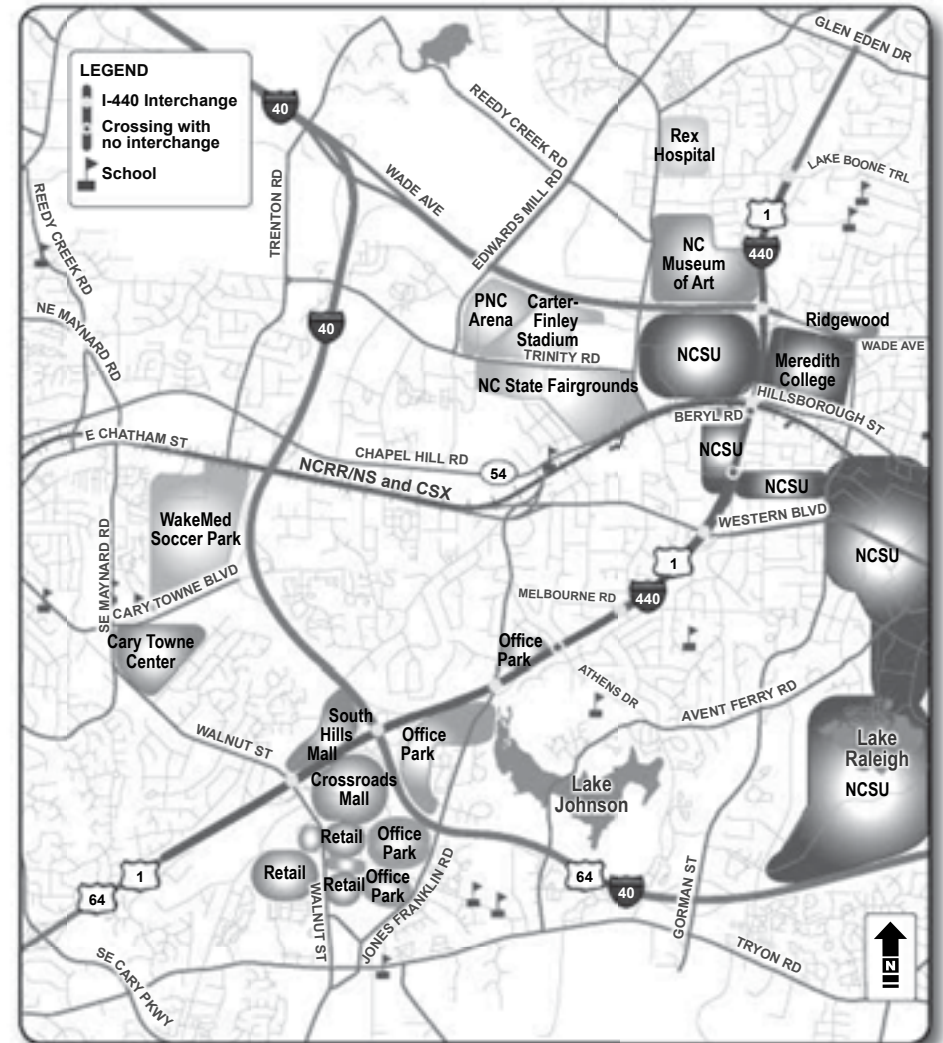 GLEN EDEN DR
LEGEND
I-440 Interchange
Crossing with
no interchange
School
40
REEDY CREEK RD
Rex
Hospital
LAKE BOONE TRL
WADE AVE
TRENTON RD
EDWARDS MILL RD
REEDY CREEK RD
1
440
NC
Museum
of Art
NE MAYNARD RD
40
PNC
Arena
Carter-
Finley
Stadium
Ridgewood
WADE AVE
TRINITY RD
NCSU
Meredith
College
NC State Fairgrounds
HILLSBOROUGH ST
BERYL RD
E CHATHAM ST
CHAPEL HILL RD
54
NCRR/NS and CSX
NCSU
NCSU
WESTERN BLVD
WakeMed
Soccer Park
NCSU
SE MAYNARD RD
CARY TOWNE BLVD
1
440
MELBOURNE RD
Cary Towne
Center
Office
Park
ATHENS DR
AVENT FERRY RD
WALNUT ST
South
Hills
Mall
Office
Park
Lake
Raleigh
NCSU
Crossroads
Mall
Lake
Johnson
Retail
Office
Park
Retail
Retail
Office
Park
1
64
64
40
WALNUT ST
JONES FRANKLIN RD
GORMAN ST
TRYON RD
SE CARY PKWY
N